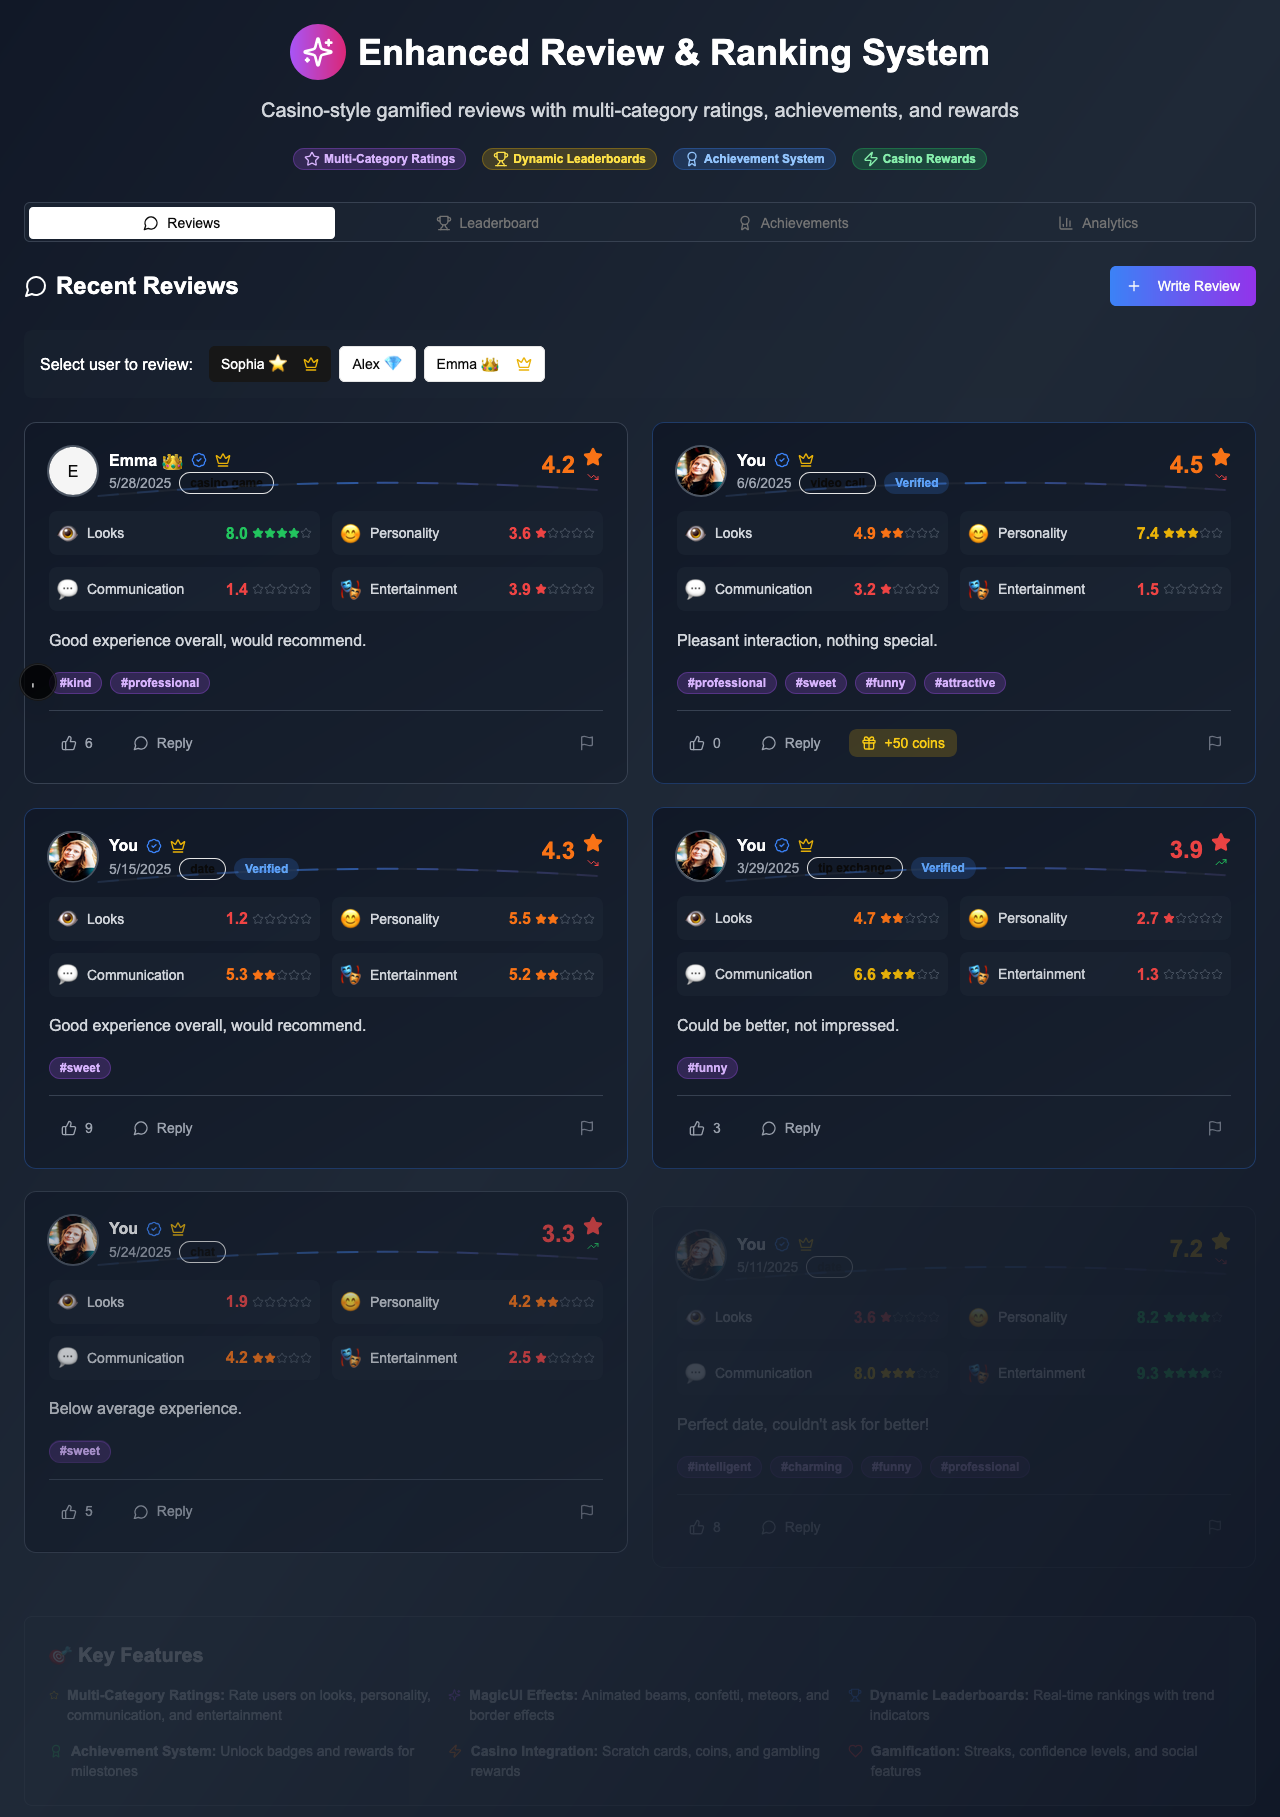 Enhanced Review & Ranking System
Casino-style gamified reviews with multi-category ratings, achievements, and rewards
Multi-Category Ratings
Dynamic Leaderboards
Achievement System
Casino Rewards
Reviews
Leaderboard
Achievements
Analytics
Recent Reviews
Write Review
Select user to review:
Sophia ⭐
Alex 💎
Emma 👑
E
Emma 👑
4.2
5/28/2025
casino game
Looks
8.0
Personality
3.6
Communication
1.4
Entertainment
3.9
Good experience overall, would recommend.
#kind
#professional
6
Reply
You
4.5
6/6/2025
video call
Verified
Looks
4.9
Personality
7.4
Communication
3.2
Entertainment
1.5
Pleasant interaction, nothing special.
#professional
#sweet
#funny
#attractive
0
Reply
+50 coins
You
4.3
5/15/2025
date
Verified
Looks
1.2
Personality
5.5
Communication
5.3
Entertainment
5.2
Good experience overall, would recommend.
#sweet
9
Reply
You
3.9
3/29/2025
tip exchange
Verified
Looks
4.7
Personality
2.7
Communication
6.6
Entertainment
1.3
Could be better, not impressed.
#funny
3
Reply
You
3.3
5/24/2025
chat
Looks
1.9
Personality
4.2
Communication
4.2
Entertainment
2.5
Below average experience.
#sweet
5
Reply
You
7.2
5/11/2025
Looks
3.6
Personality
8.2
Communication
8.0
Entertainment
9.3
Perfect date, couldn't ask for better!
#intelligent
#charming
#funny
#professional
8
Reply
Key Features
Multi-Category Ratings: Rate users on looks, personality,
communication, and entertainment
MagicUI Effects: Animated beams, confetti, meteors, and
border effects
Dynamic Leaderboards: Real-time rankings with trend
indicators
Achievement System: Unlock badges and rewards for
milestones
Casino Integration: Scratch cards, coins, and gambling
rewards
Gamification: Streaks, confidence levels, and social
features